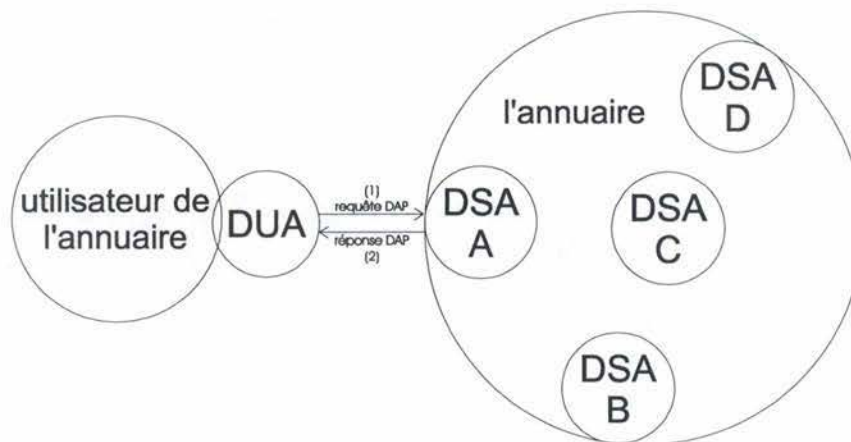 utilisateur de
l'annuaire
DUA
(1)
requête DAP
réponse DAP
(2)
l'annuaire
DSA
A
DSA
B
DSA
C
DSA
D